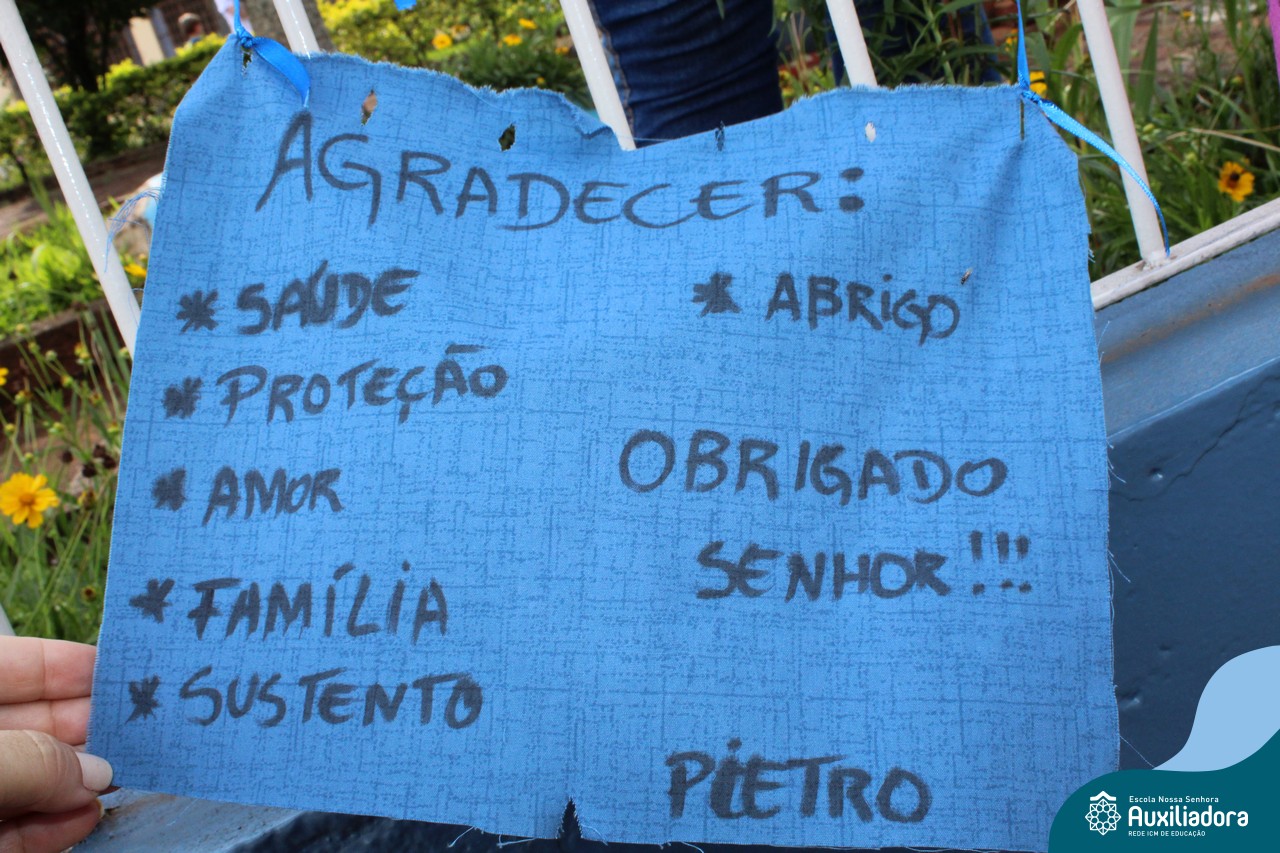 AGRADECER:
* SAÚDE
* PROTEÇÃO
* AMOR
* FAMÍLIA
* SUSTENTO
* ABRIGO
OBRIGADO
SENHOR!!!
PIETRO
Escola Nossa Senhora
Auxiliadora
REDE ICM DE EDUCAÇÃO